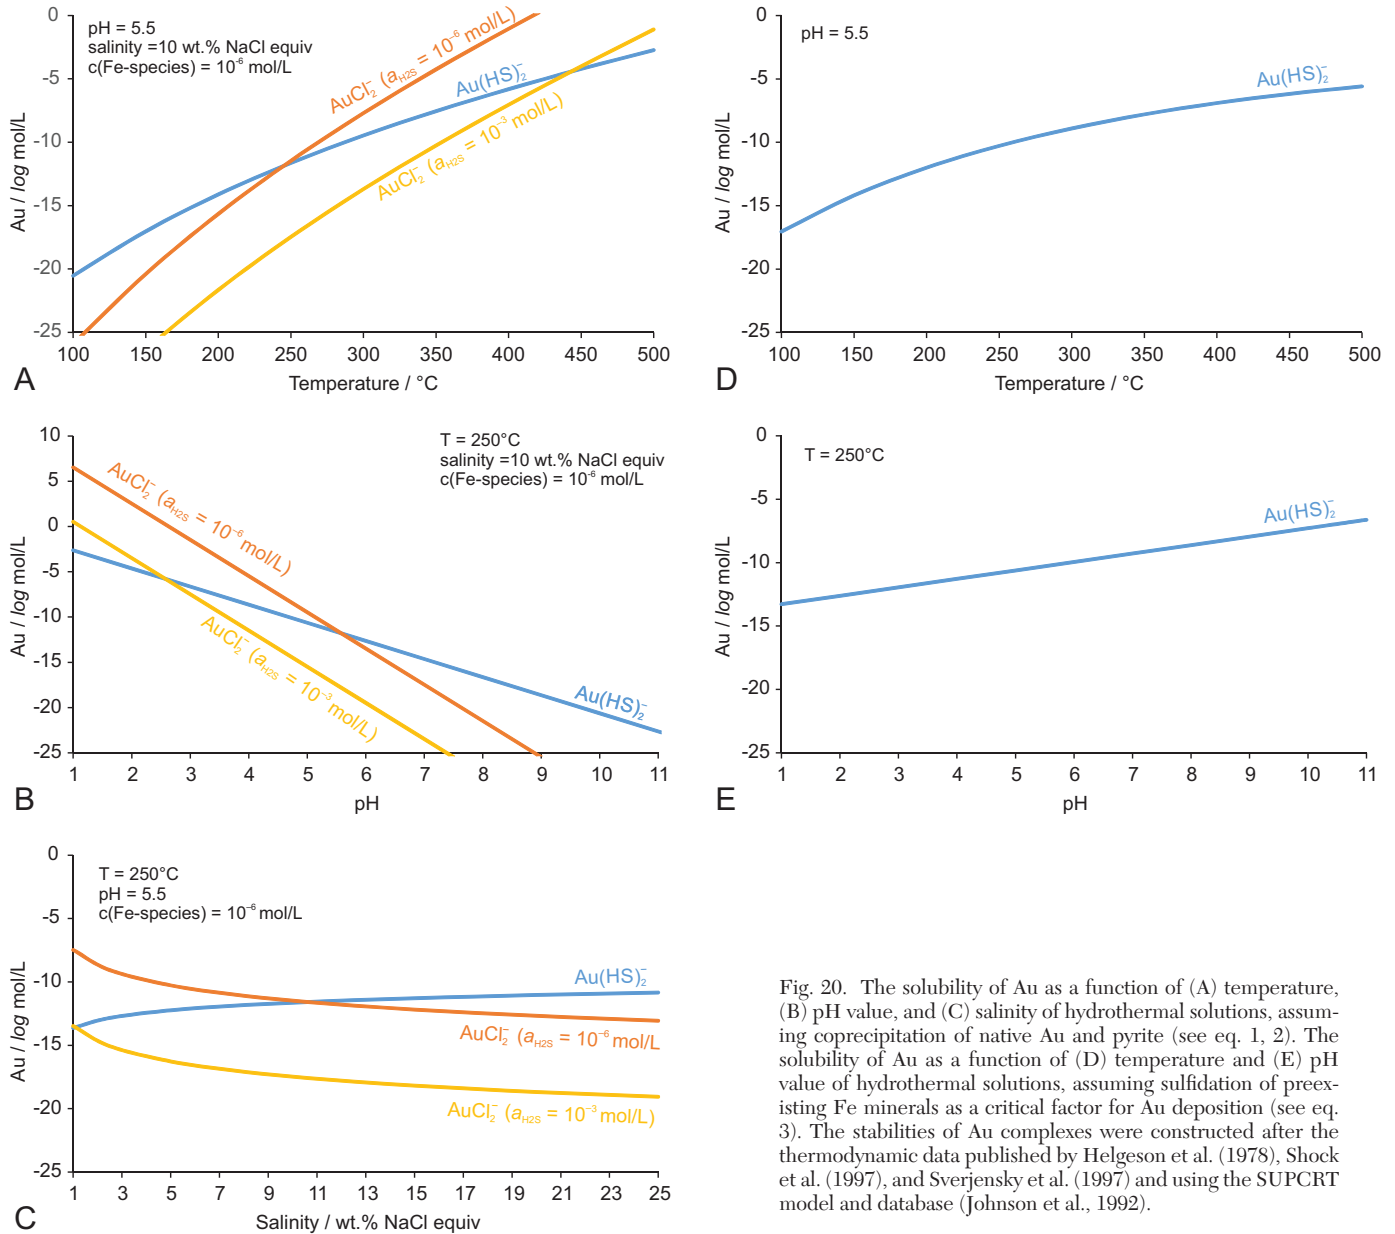 0
-5
-10
-15
-20
-25
Au / log mol/L
pH = 5.5
salinity =10 wt.% NaCl equiv
c(Fe-species) = 10⁻⁶ mol/L
AuCl₂⁻ (a_H2S = 10⁻⁶ mol/L)
Au(HS)₂⁻
AuCl₂⁻ (a_H2S = 10⁻³ mol/L)
100 150 200 250 300 350 400 450 500
Temperature / °C
A
0
-5
-10
-15
-20
-25
Au / log mol/L
pH = 5.5
Au(HS)₂⁻
100 150 200 250 300 350 400 450 500
Temperature / °C
D
10
5
0
-5
-10
-15
-20
-25
Au / log mol/L
T = 250°C
salinity =10 wt.% NaCl equiv
c(Fe-species) = 10⁻⁶ mol/L
AuCl₂⁻ (a_H2S = 10⁻⁶ mol/L)
AuCl₂⁻ (a_H2S = 10⁻³ mol/L)
Au(HS)₂⁻
1 2 3 4 5 6 7 8 9 10 11
pH
B
0
-5
-10
-15
-20
-25
Au / log mol/L
T = 250°C
Au(HS)₂⁻
1 2 3 4 5 6 7 8 9 10 11
pH
E
0
-5
-10
-15
-20
-25
Au / log mol/L
T = 250°C
pH = 5.5
c(Fe-species) = 10⁻⁶ mol/L
Au(HS)₂⁻
AuCl₂⁻ (a_H2S = 10⁻⁶ mol/L
AuCl₂⁻ (a_H2S = 10⁻³ mol/L)
1 3 5 7 9 11 13 15 17 19 21 23 25
Salinity / wt.% NaCl equiv
C
Fig. 20. The solubility of Au as a function of (A) temperature,
(B) pH value, and (C) salinity of hydrothermal solutions, assum-
ing coprecipitation of native Au and pyrite (see eq. 1, 2). The
solubility of Au as a function of (D) temperature and (E) pH
value of hydrothermal solutions, assuming sulfidation of preex-
isting Fe minerals as a critical factor for Au deposition (see eq.
3). The stabilities of Au complexes were constructed after the
thermodynamic data published by Helgeson et al. (1978), Shock
et al. (1997), and Sverjensky et al. (1997) and using the SUPCRT
model and database (Johnson et al., 1992).